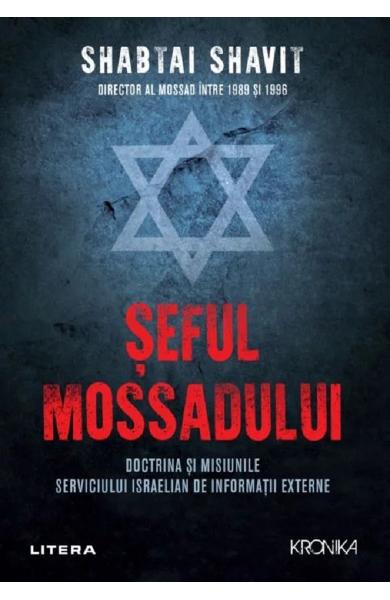 SHABTAI SHAVIT
DIRECTOR AL MOSSAD ÎNTRE 1989 ȘI 1996
ȘEFUL
MOSSADULUI
DOCTRINA ȘI MISIUNILE
SERVICIULUI ISRAELIAN DE INFORMAȚII EXTERNE
LITERA
KRONIKA